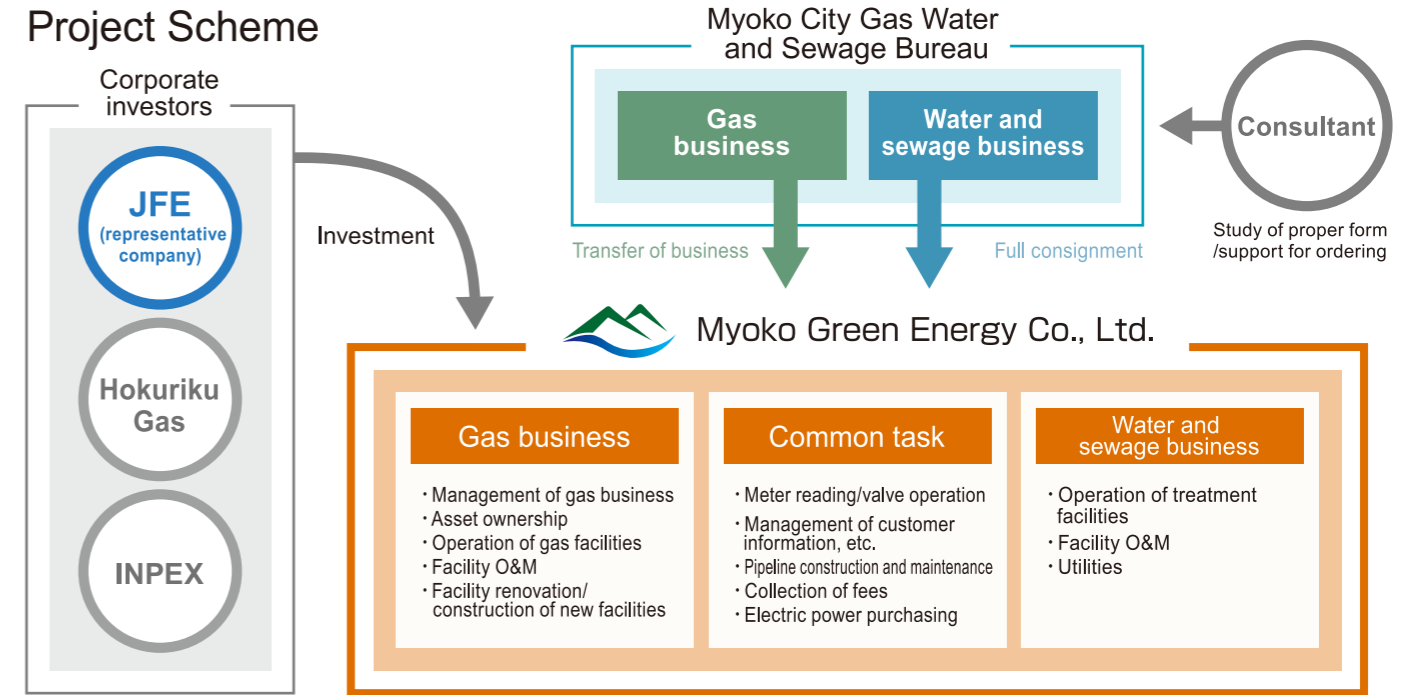 Project Scheme
Corporate
investors
JFE
(representative
company)
Hokuriku
Gas
INPEX
Investment
Myoko City Gas Water
and Sewage Bureau
Gas
business
Water and
sewage business
Transfer of business
Full consignment
Consultant
Study of proper form
/support for ordering
Myoko Green Energy Co., Ltd.
Gas business
・Management of gas business
・Asset ownership
・Operation of gas facilities
・Facility O&M
・Facility renovation/
construction of new facilities
Common task
・Meter reading/valve operation
・Management of customer
information, etc.
・Pipeline construction and maintenance
・Collection of fees
・Electric power purchasing
Water and
sewage business
・Operation of treatment
facilities
・Facility O&M
・Utilities